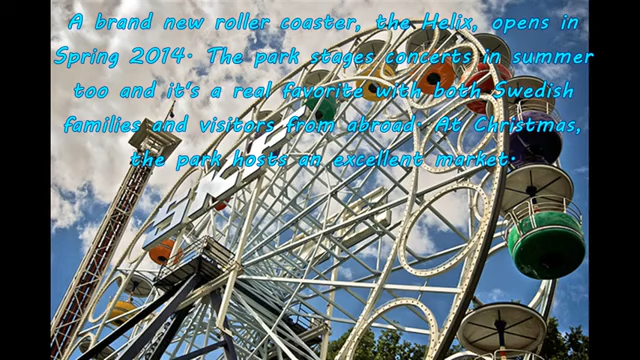 A brand new roller coaster, the Helix, opens in
Spring 2014. The park stages concerts in summer
too and it's a real favorite with both Swedish
families and visitors from abroad. At Christmas,
the park hosts an excellent market.